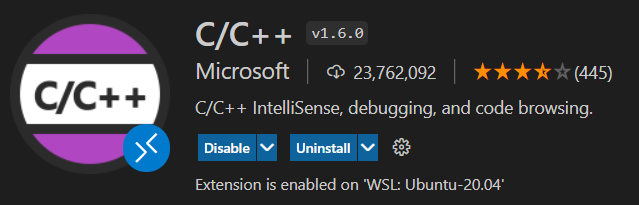 C/C++ v1.6.0
C/C++
Microsoft 23,762,092 (445)
C/C++ IntelliSense, debugging, and code browsing.
Disable Uninstall
Extension is enabled on 'WSL: Ubuntu-20.04'